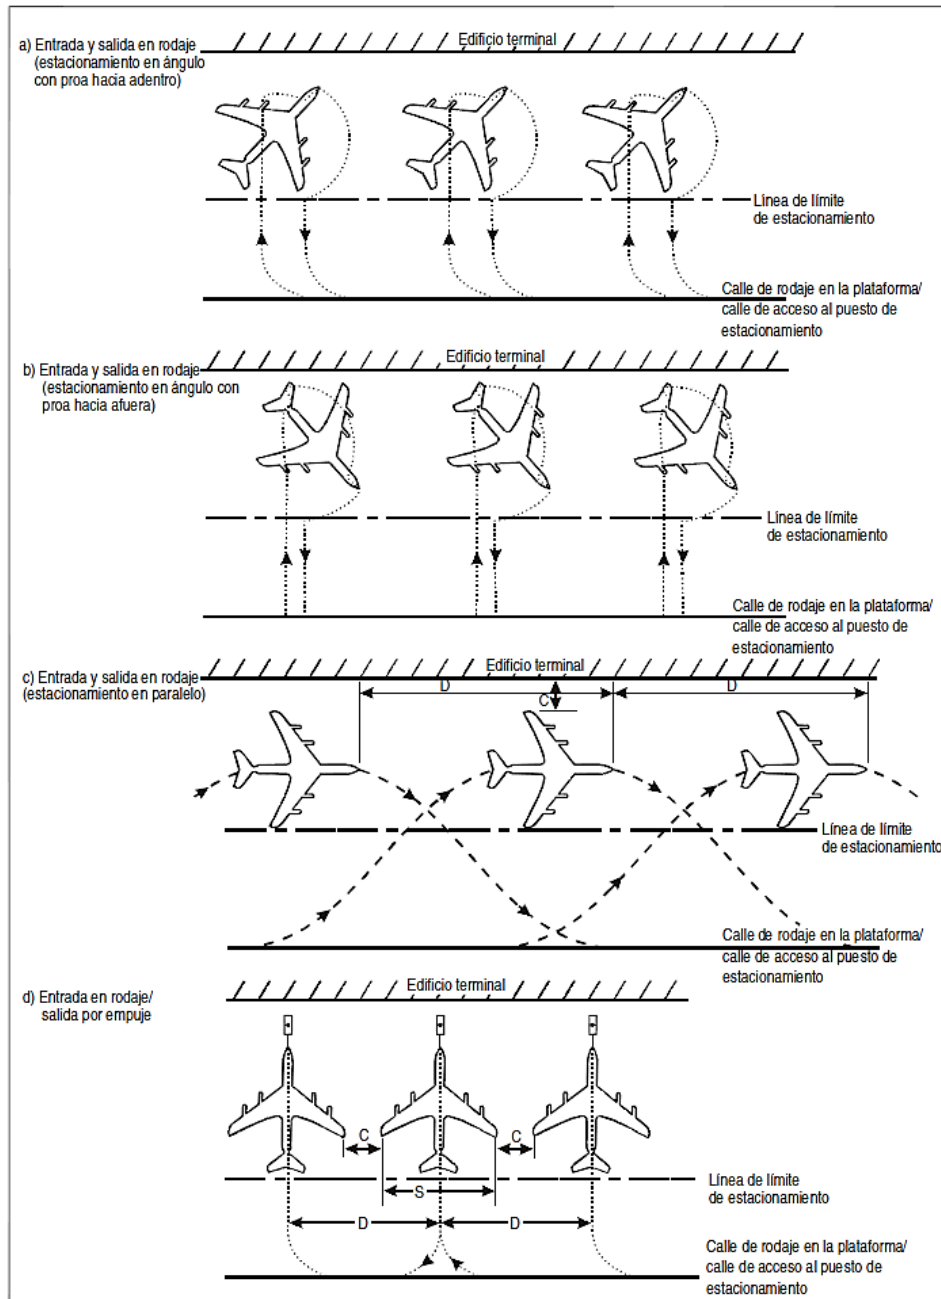 Edificio terminal
a) Entrada y salida en rodaje
(estacionamiento en ángulo
con proa hacia adentro)
Línea de límite
de estacionamiento
Calle de rodaje en la plataforma/
calle de acceso al puesto de
estacionamiento
Edificio terminal
b) Entrada y salida en rodaje
(estacionamiento en ángulo con
proa hacia afuera)
Línea de límite
de estacionamiento
Calle de rodaje en la plataforma/
calle de acceso al puesto de
estacionamiento
Edificio terminal
c) Entrada y salida en rodaje
(estacionamiento en paralelo)
D
D
C
Línea de límite
de estacionamiento
Calle de rodaje en la plataforma/
calle de acceso al puesto de
estacionamiento
Edificio terminal
d) Entrada en rodaje/
salida por empuje
C
C
S
D
D
Línea de límite
de estacionamiento
Calle de rodaje en la plataforma/
calle de acceso al puesto de
estacionamiento